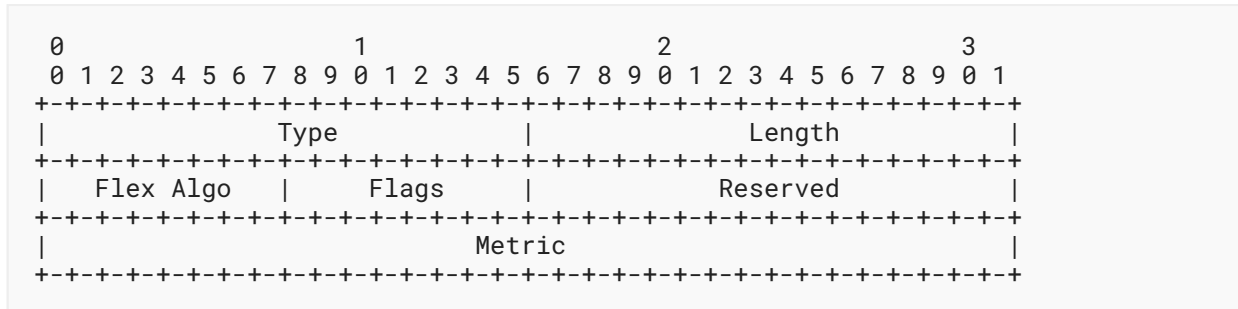 0                   1                   2                   3
 0 1 2 3 4 5 6 7 8 9 0 1 2 3 4 5 6 7 8 9 0 1 2 3 4 5 6 7 8 9 0 1
+-+-+-+-+-+-+-+-+-+-+-+-+-+-+-+-+-+-+-+-+-+-+-+-+-+-+-+-+-+-+-+-+
|               Type            |              Length           |
+-+-+-+-+-+-+-+-+-+-+-+-+-+-+-+-+-+-+-+-+-+-+-+-+-+-+-+-+-+-+-+-+
|   Flex Algo   |     Flags     |            Reserved           |
+-+-+-+-+-+-+-+-+-+-+-+-+-+-+-+-+-+-+-+-+-+-+-+-+-+-+-+-+-+-+-+-+
|                            Metric                             |
+-+-+-+-+-+-+-+-+-+-+-+-+-+-+-+-+-+-+-+-+-+-+-+-+-+-+-+-+-+-+-+-+